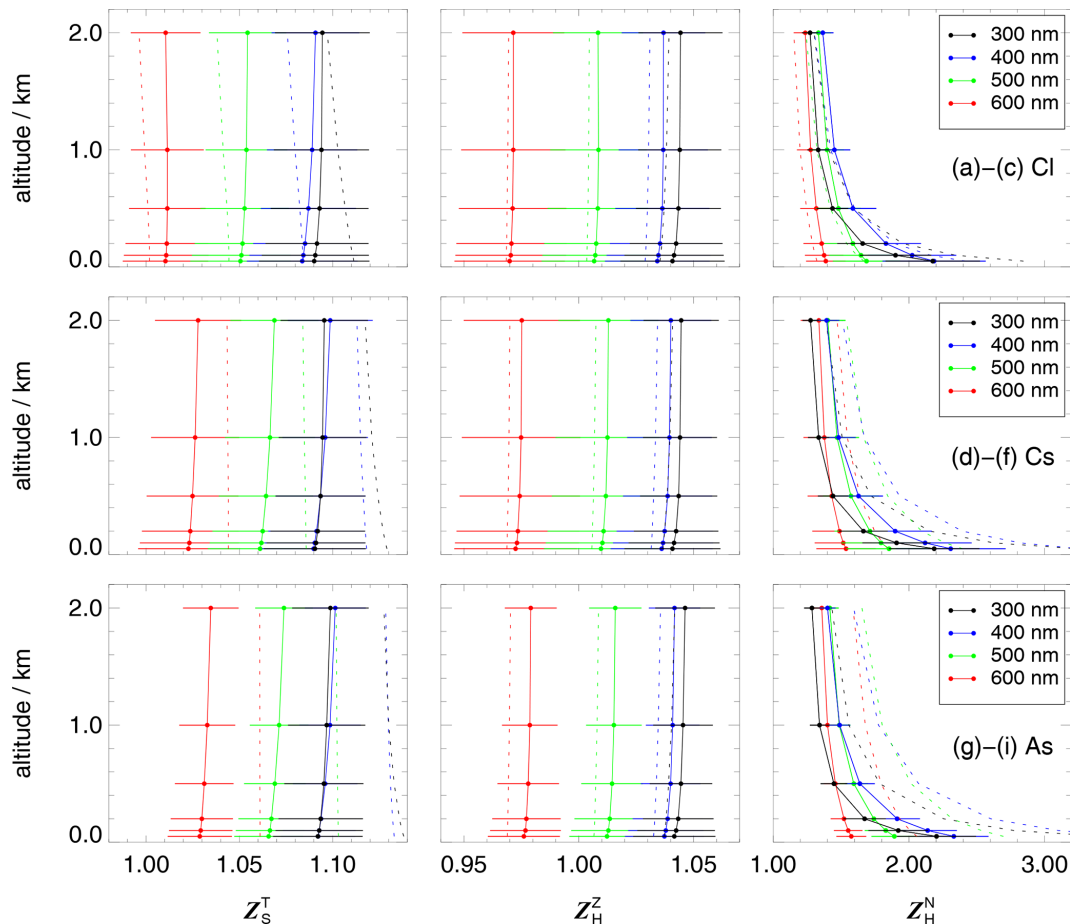 2.0
1.0
0.0
altitude / km
300 nm
400 nm
500 nm
600 nm
(a)−(c) Cl
2.0
1.0
0.0
altitude / km
300 nm
400 nm
500 nm
600 nm
(d)−(f) Cs
2.0
1.0
0.0
altitude / km
300 nm
400 nm
500 nm
600 nm
(g)−(i) As
1.00 1.05 1.10 0.95 1.00 1.05 1.00 2.00 3.00
Z_S^T Z_H^Z Z_H^N